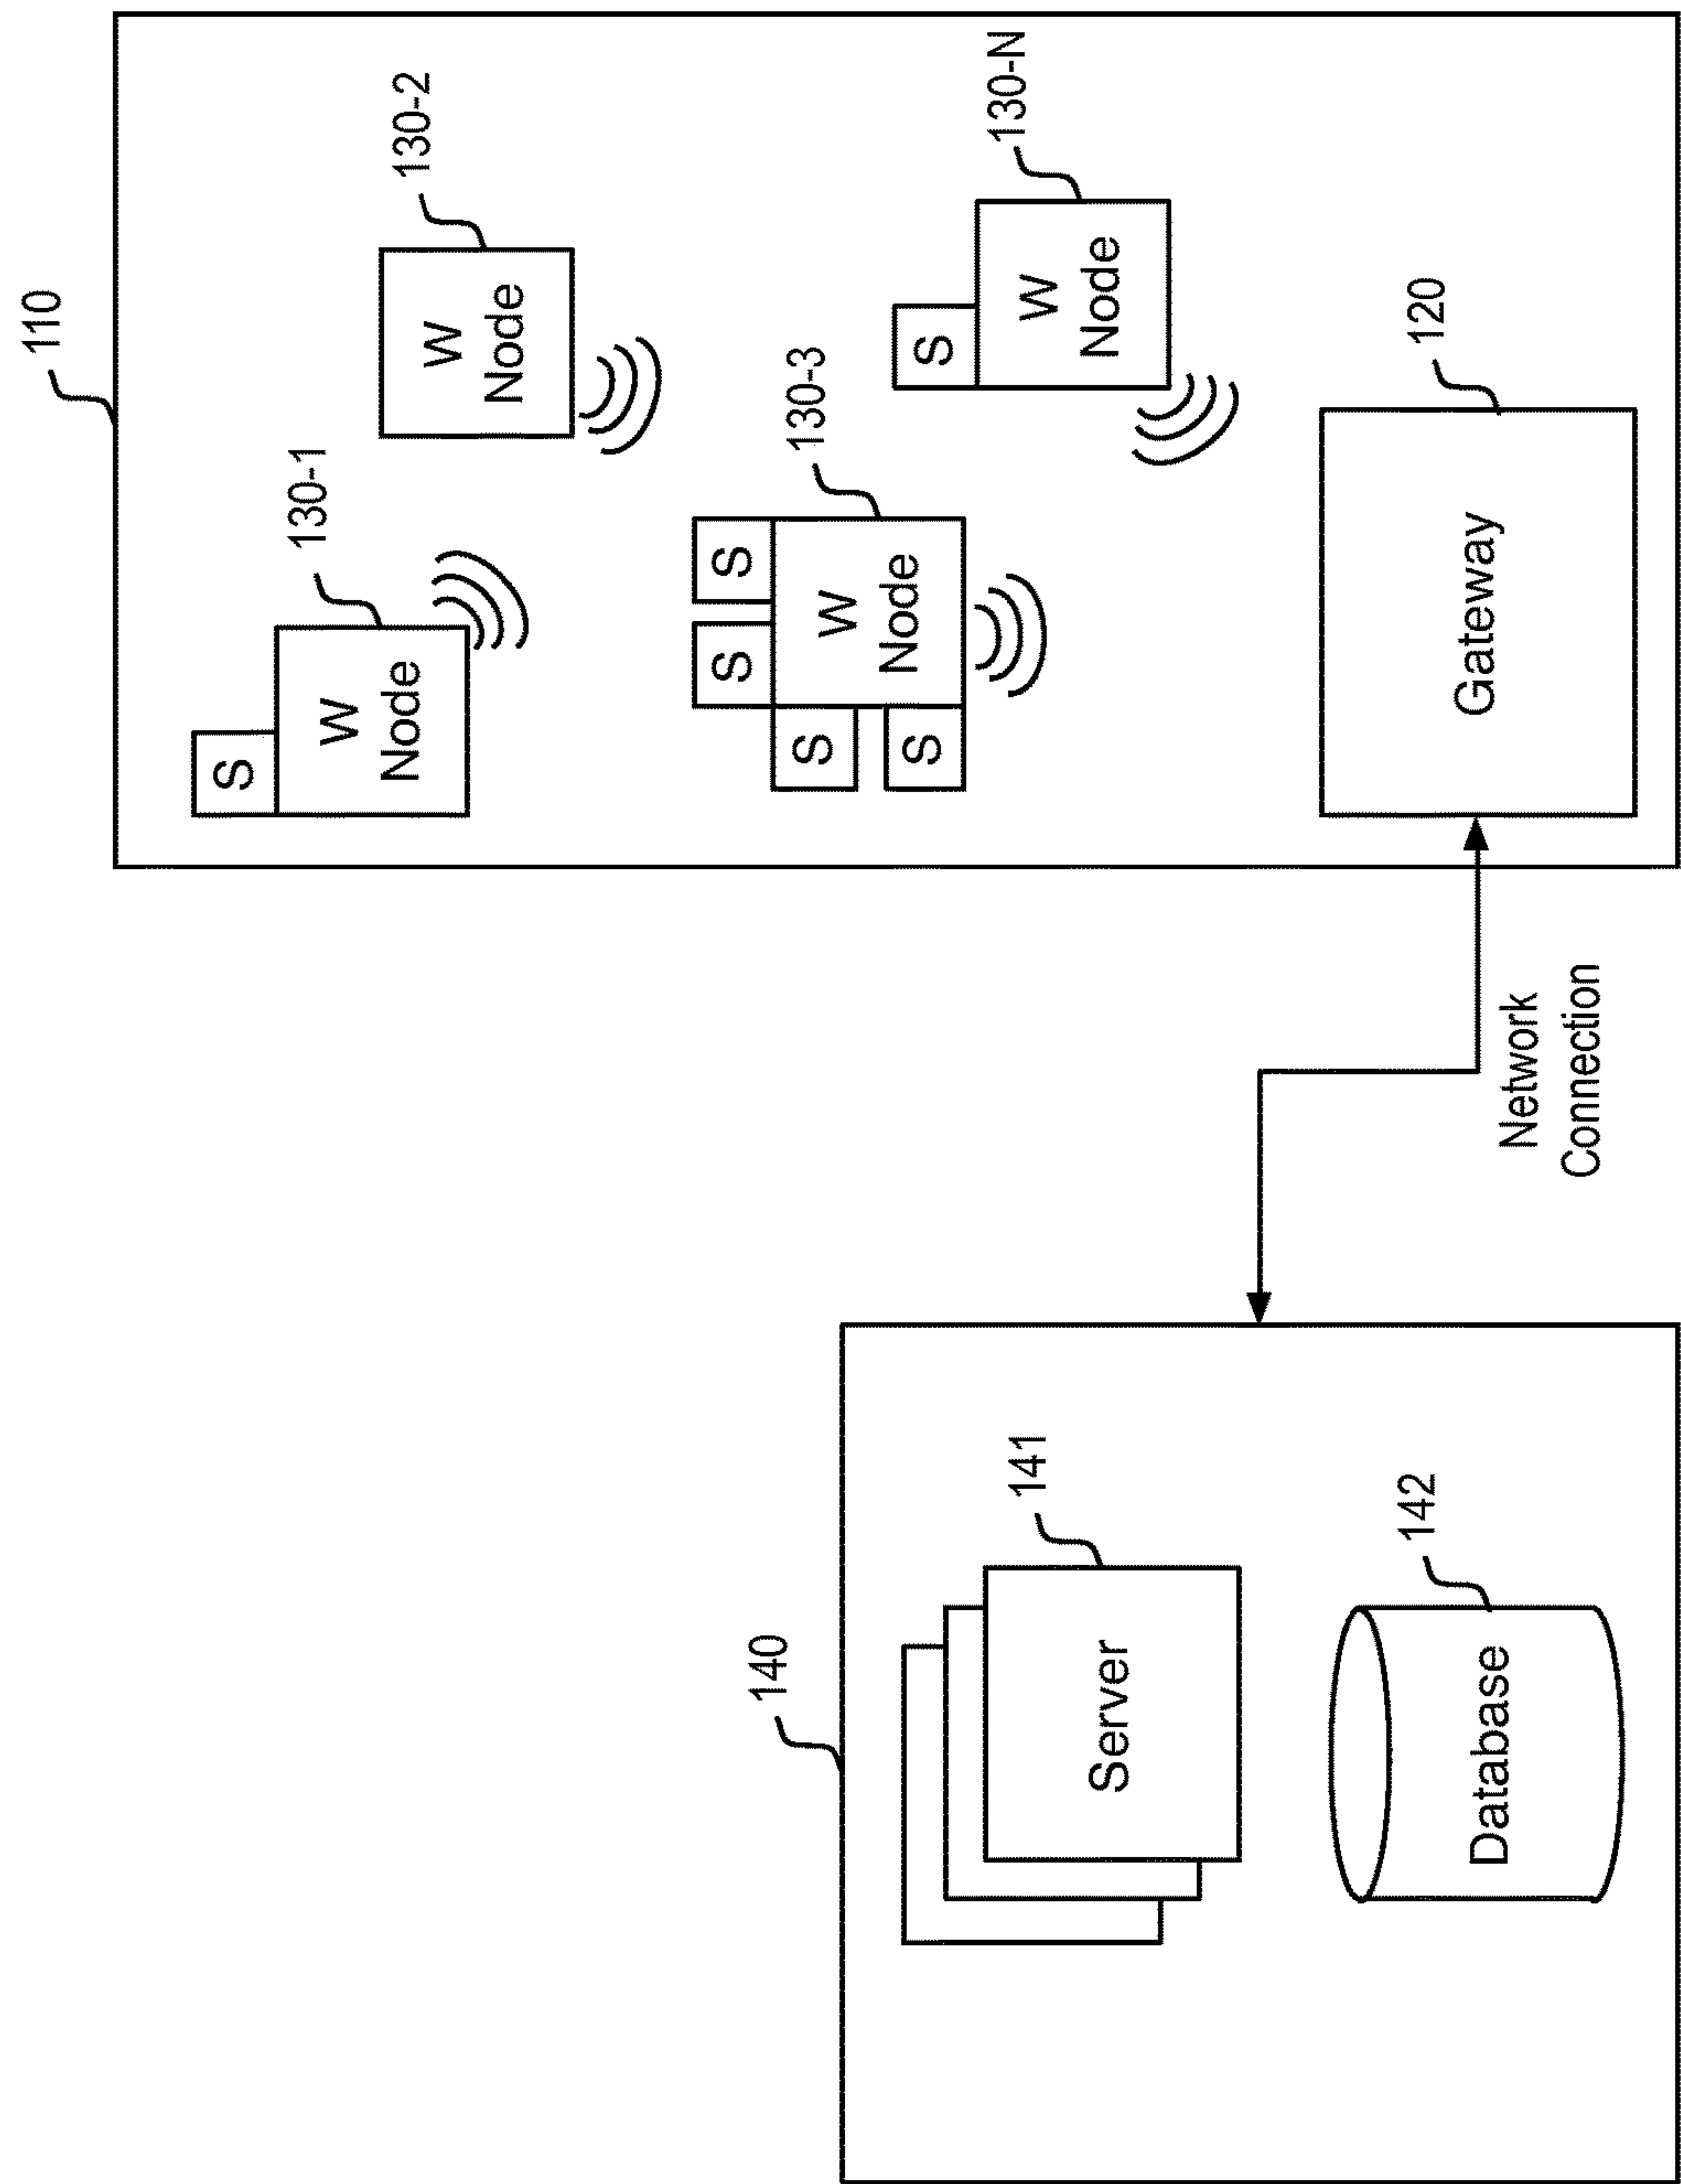 110
130-1
S
W
Node
130-2
W
Node
130-3
S
S
S
S
W
Node
130-N
S
W
Node
120
Gateway
Network
Connection
140
141
Server
142
Database